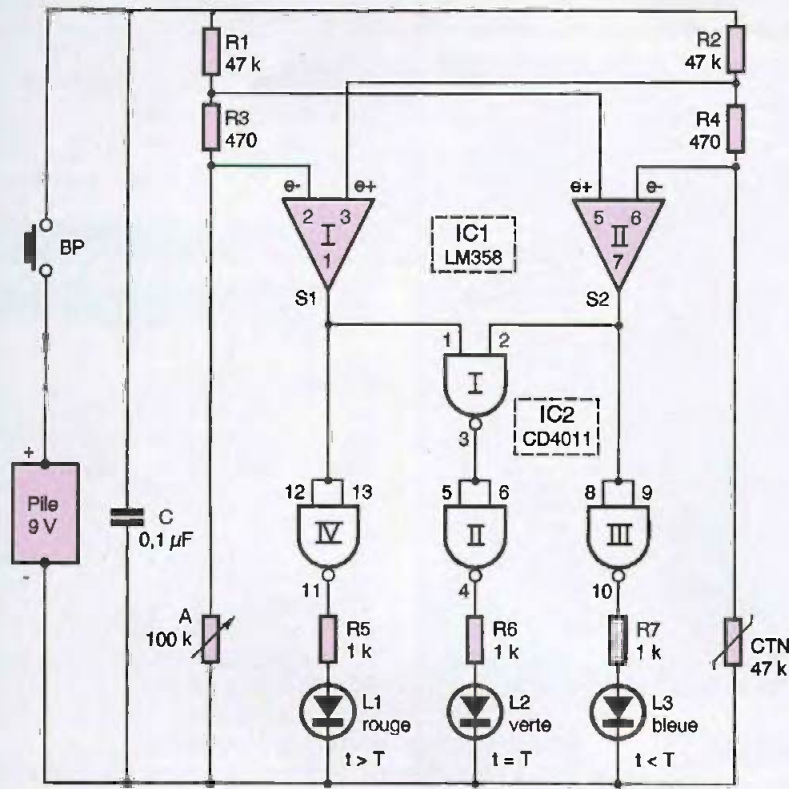 R1
47 k
R2
47 k
R3
470
R4
470
e- e+
e+ e-
2 3
I
1
5 6
II
7
IC1
LM358
BP
S1
S2
1 2
I
3
IC2
CD4011
+
Pile
9 V
-
C
0,1 µF
12 13
IV
11
5 6
II
4
8 9
III
10
A
100 k
R5
1 k
R6
1 k
R7
1 k
CTN
47 k
L1
rouge
L2
verte
L3
bleue
t > T
t = T
t < T